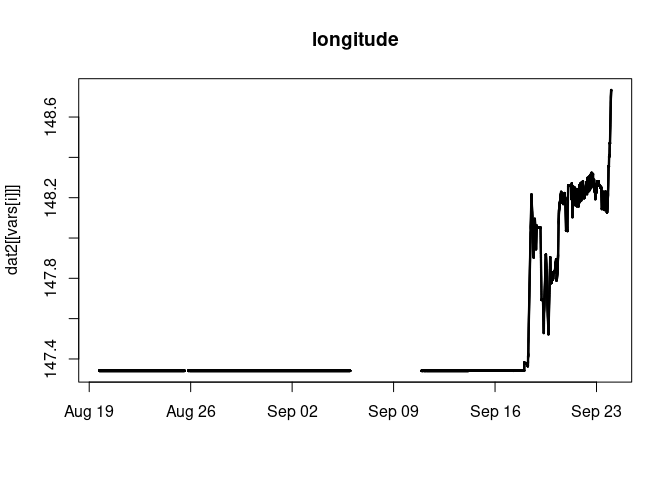 longitude
dat2[[vars[i]]]
148.6
148.2
147.8
147.4
Aug 19 Aug 26 Sep 02 Sep 09 Sep 16 Sep 23